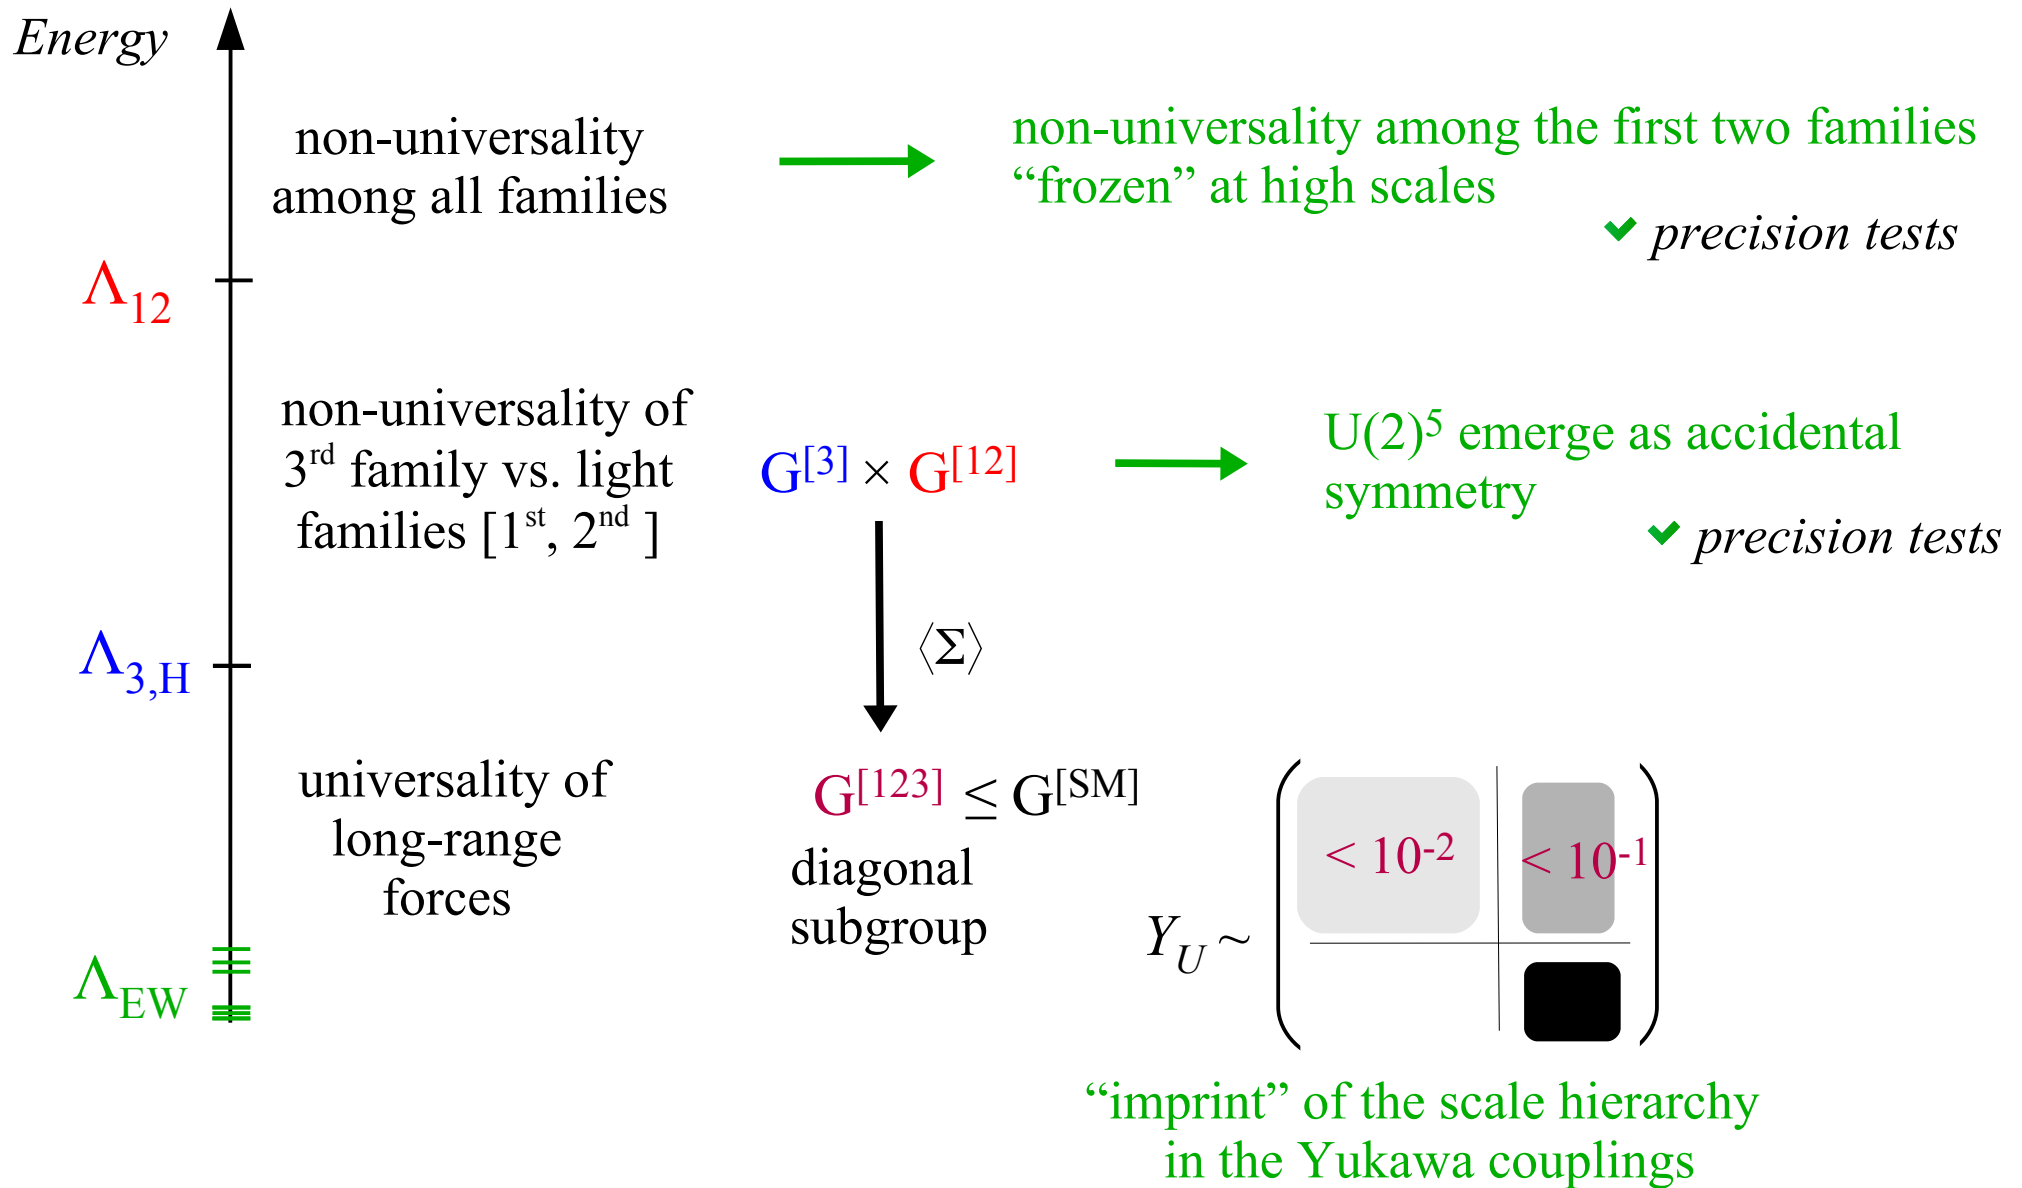 Energy
non-universality
among all families
non-universality among the first two families
“frozen” at high scales
✔ precision tests
Λ₁₂
non-universality of
3ʳᵈ family vs. light
families [1ˢᵗ, 2ⁿᵈ ]
G[3] × G[12]
U(2)⁵ emerge as accidental
symmetry
✔ precision tests
⟨Σ⟩
Λ3,H
universality of
long-range
forces
G[123] ≤ G[SM]
diagonal
subgroup
Y_U ~
< 10⁻²
< 10⁻¹
ΛEW
“imprint” of the scale hierarchy
in the Yukawa couplings